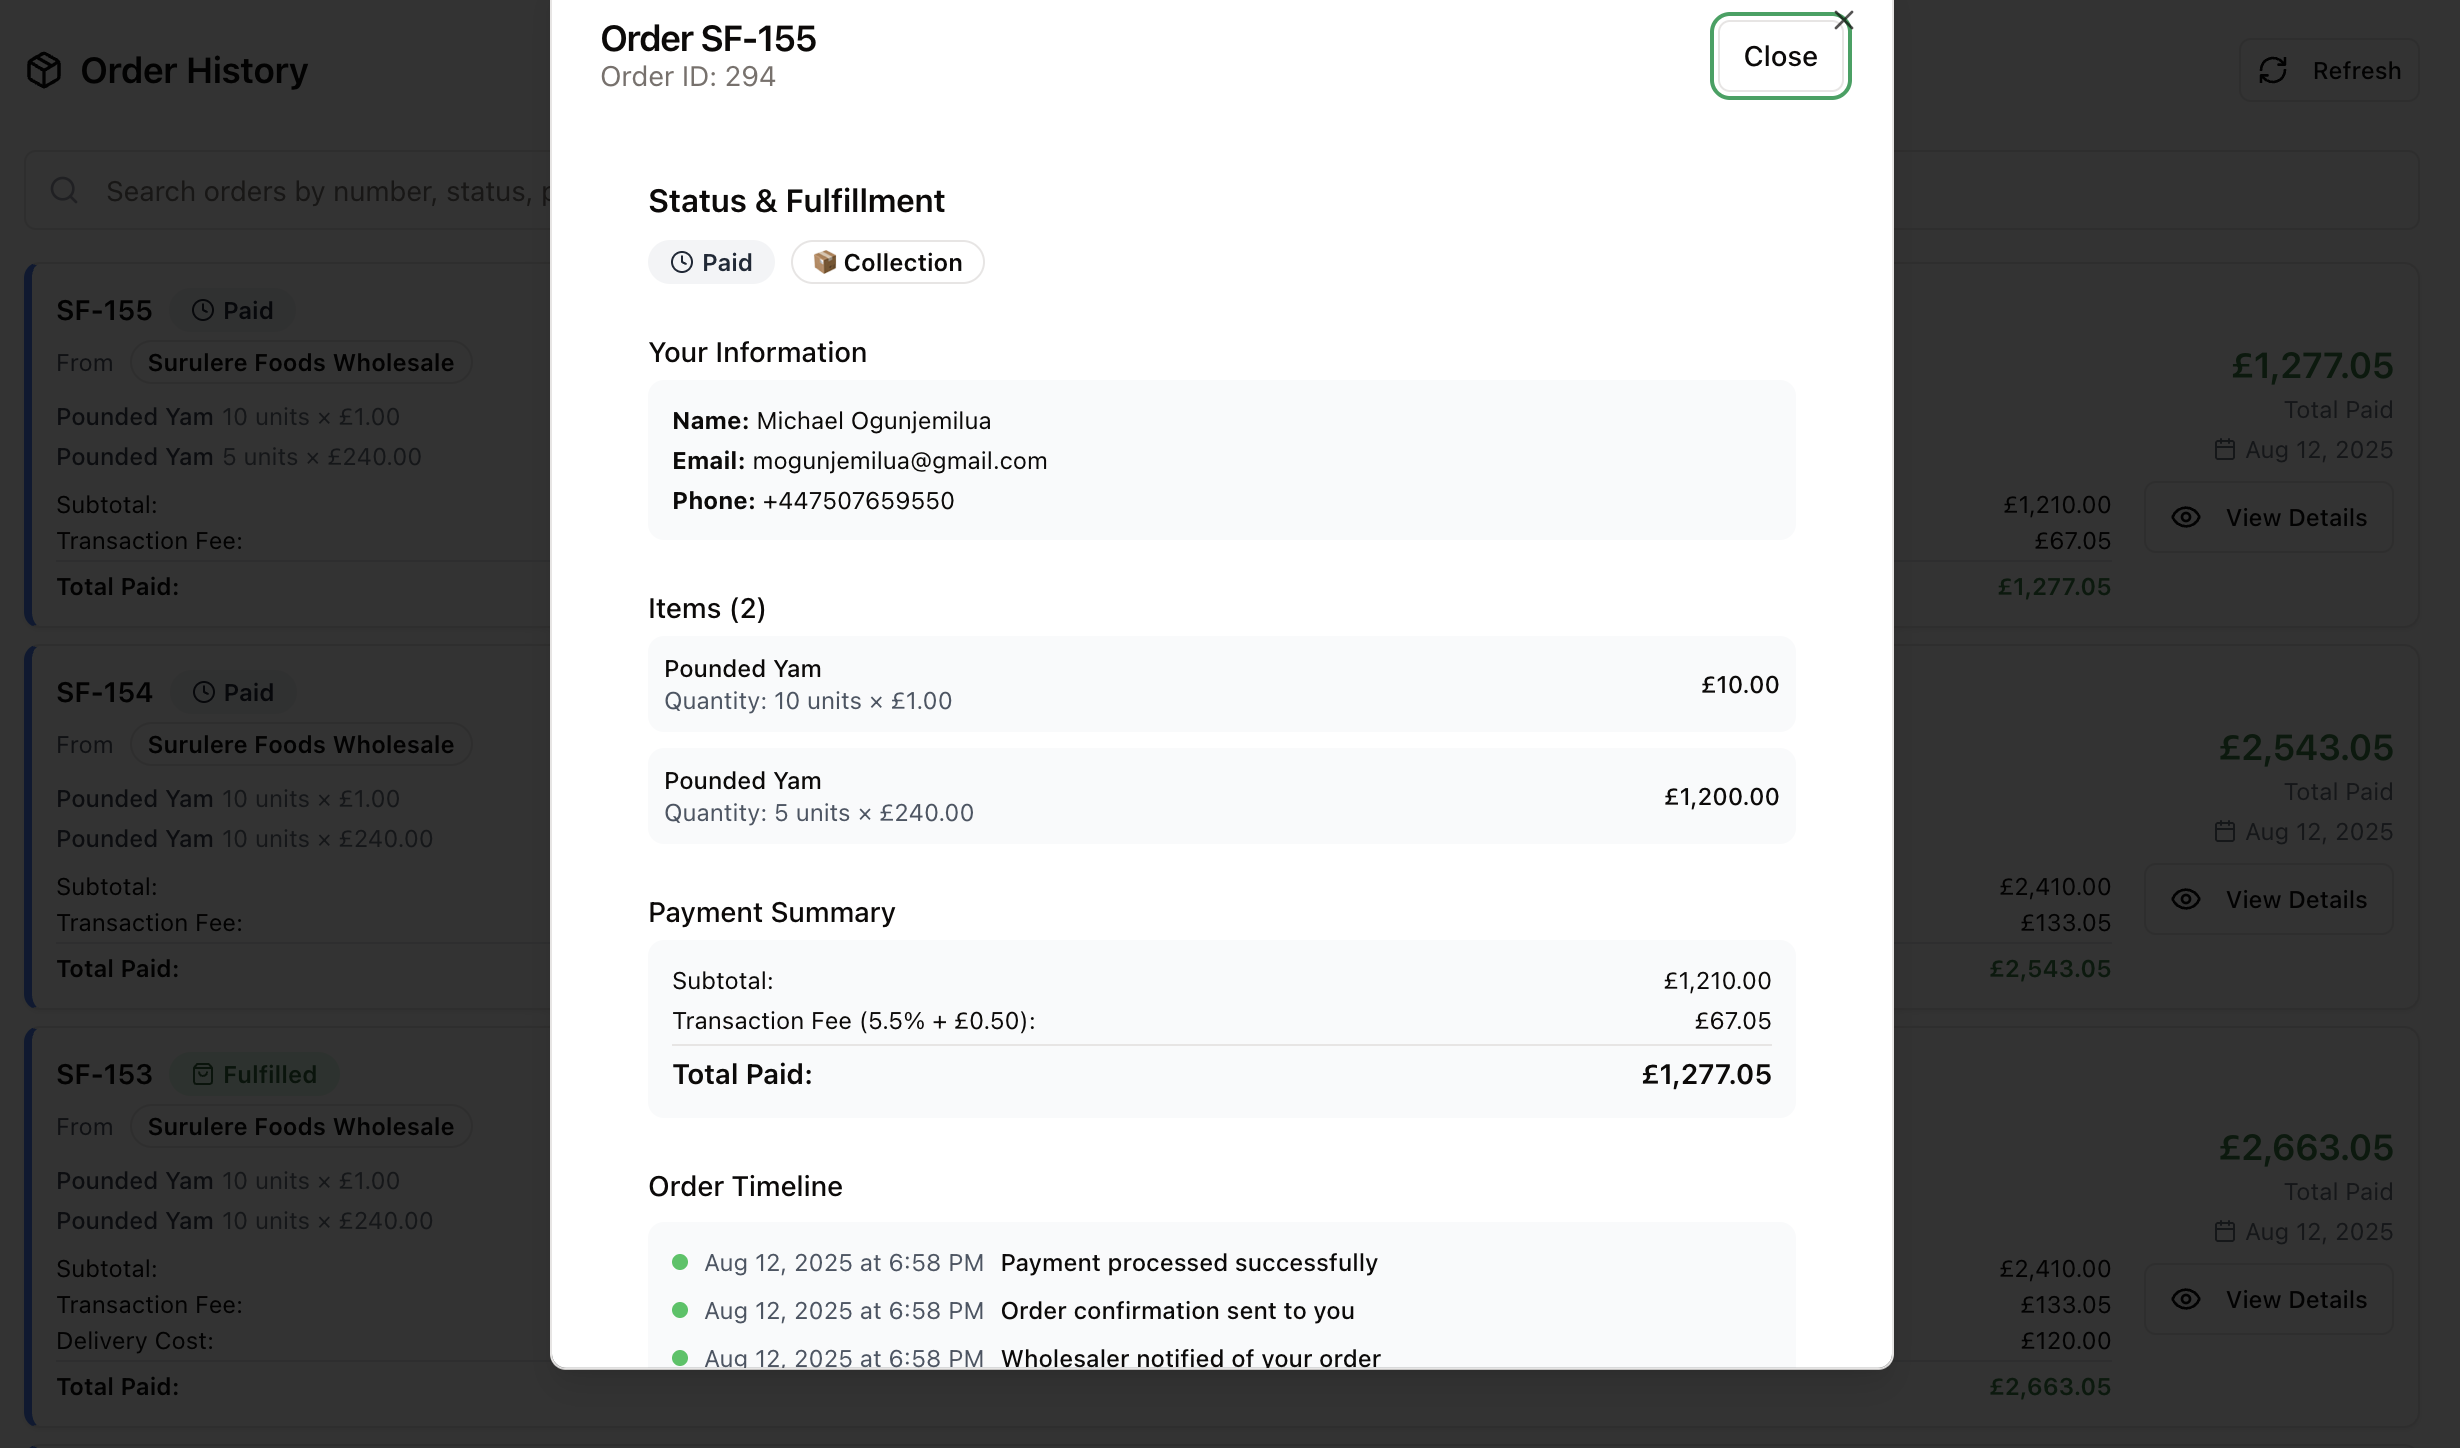 Order History
Refresh
Search orders by number, status,
SF-155 Paid
From Surulere Foods Wholesale
Pounded Yam 10 units × £1.00
Pounded Yam 5 units × £240.00
Subtotal:
Transaction Fee:
Total Paid:
£1,277.05
Total Paid
Aug 12, 2025
£1,210.00
£67.05
£1,277.05
View Details
SF-154 Paid
From Surulere Foods Wholesale
Pounded Yam 10 units × £1.00
Pounded Yam 10 units × £240.00
Subtotal:
Transaction Fee:
Total Paid:
£2,543.05
Total Paid
Aug 12, 2025
£2,410.00
£133.05
£2,543.05
View Details
SF-153 Fulfilled
From Surulere Foods Wholesale
Pounded Yam 10 units × £1.00
Pounded Yam 10 units × £240.00
Subtotal:
Transaction Fee:
Delivery Cost:
Total Paid:
£2,663.05
Total Paid
Aug 12, 2025
£2,410.00
£133.05
£120.00
£2,663.05
View Details
Order SF-155
Order ID: 294
Close
Status & Fulfillment
Paid
Collection
Your Information
Name: Michael Ogunjemilua
Email: mogunjemilua@gmail.com
Phone: +447507659550
Items (2)
Pounded Yam
Quantity: 10 units × £1.00
£10.00
Pounded Yam
Quantity: 5 units × £240.00
£1,200.00
Payment Summary
Subtotal: £1,210.00
Transaction Fee (5.5% + £0.50): £67.05
Total Paid: £1,277.05
Order Timeline
Aug 12, 2025 at 6:58 PM Payment processed successfully
Aug 12, 2025 at 6:58 PM Order confirmation sent to you
Aug 12, 2025 at 6:58 PM Wholesaler notified of your order